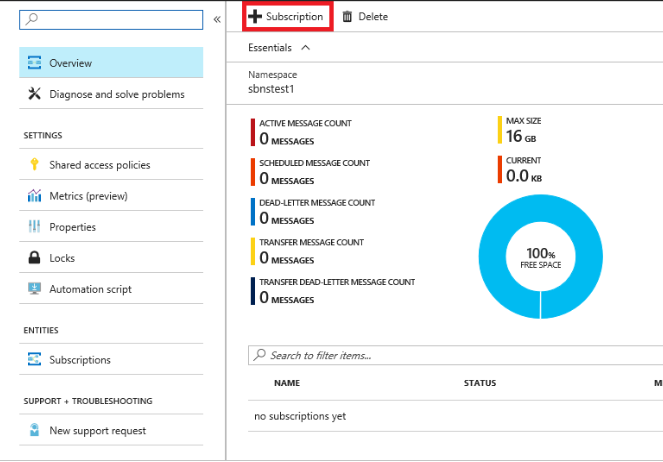 «
Overview
Diagnose and solve problems
SETTINGS
Shared access policies
Metrics (preview)
Properties
Locks
Automation script
ENTITIES
Subscriptions
SUPPORT + TROUBLESHOOTING
New support request
Subscription
Delete
Essentials
Namespace
sbnstest1
ACTIVE MESSAGE COUNT
0 MESSAGES
SCHEDULED MESSAGE COUNT
0 MESSAGES
DEAD-LETTER MESSAGE COUNT
0 MESSAGES
TRANSFER MESSAGE COUNT
0 MESSAGES
TRANSFER DEAD-LETTER MESSAGE COUNT
0 MESSAGES
MAX SIZE
16 GB
CURRENT
0.0 KB
100%
FREE SPACE
Search to filter items...
NAME STATUS
no subscriptions yet